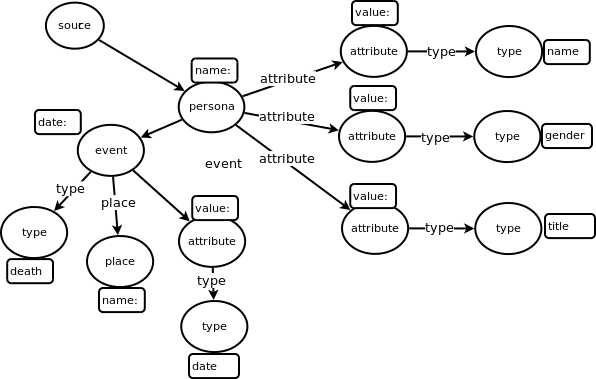 source
value:
attribute
type
type
name
name:
persona
attribute
value:
attribute
attribute
type
type
gender
date:
event
event
attribute
value:
attribute
type
type
title
type
place
value:
type
death
place
name:
attribute
type
type
date